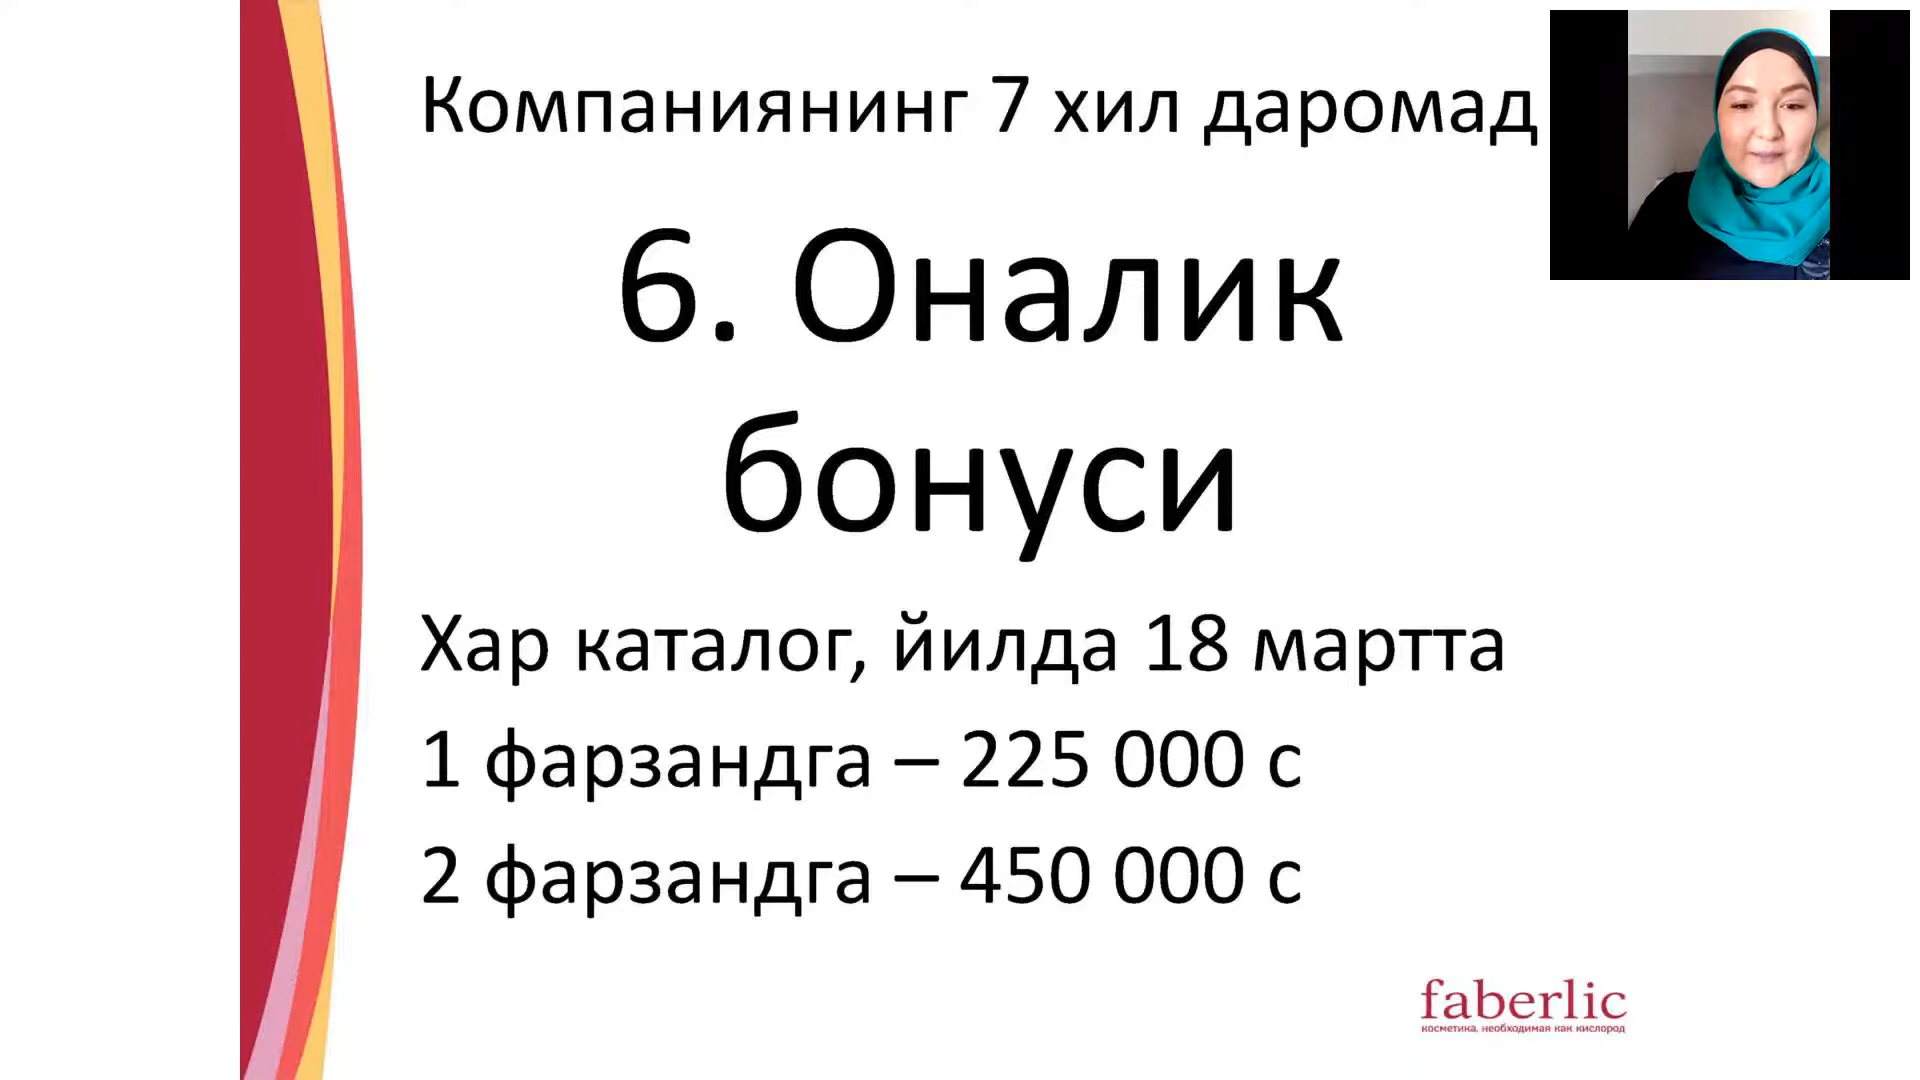 Компаниянинг 7 хил даромад
6. Оналик
бонуси
Хар каталог, йилда 18 мартта
1 фарзандга – 225 000 с
2 фарзандга – 450 000 с
faberlic
косметика, необходимая как кислород